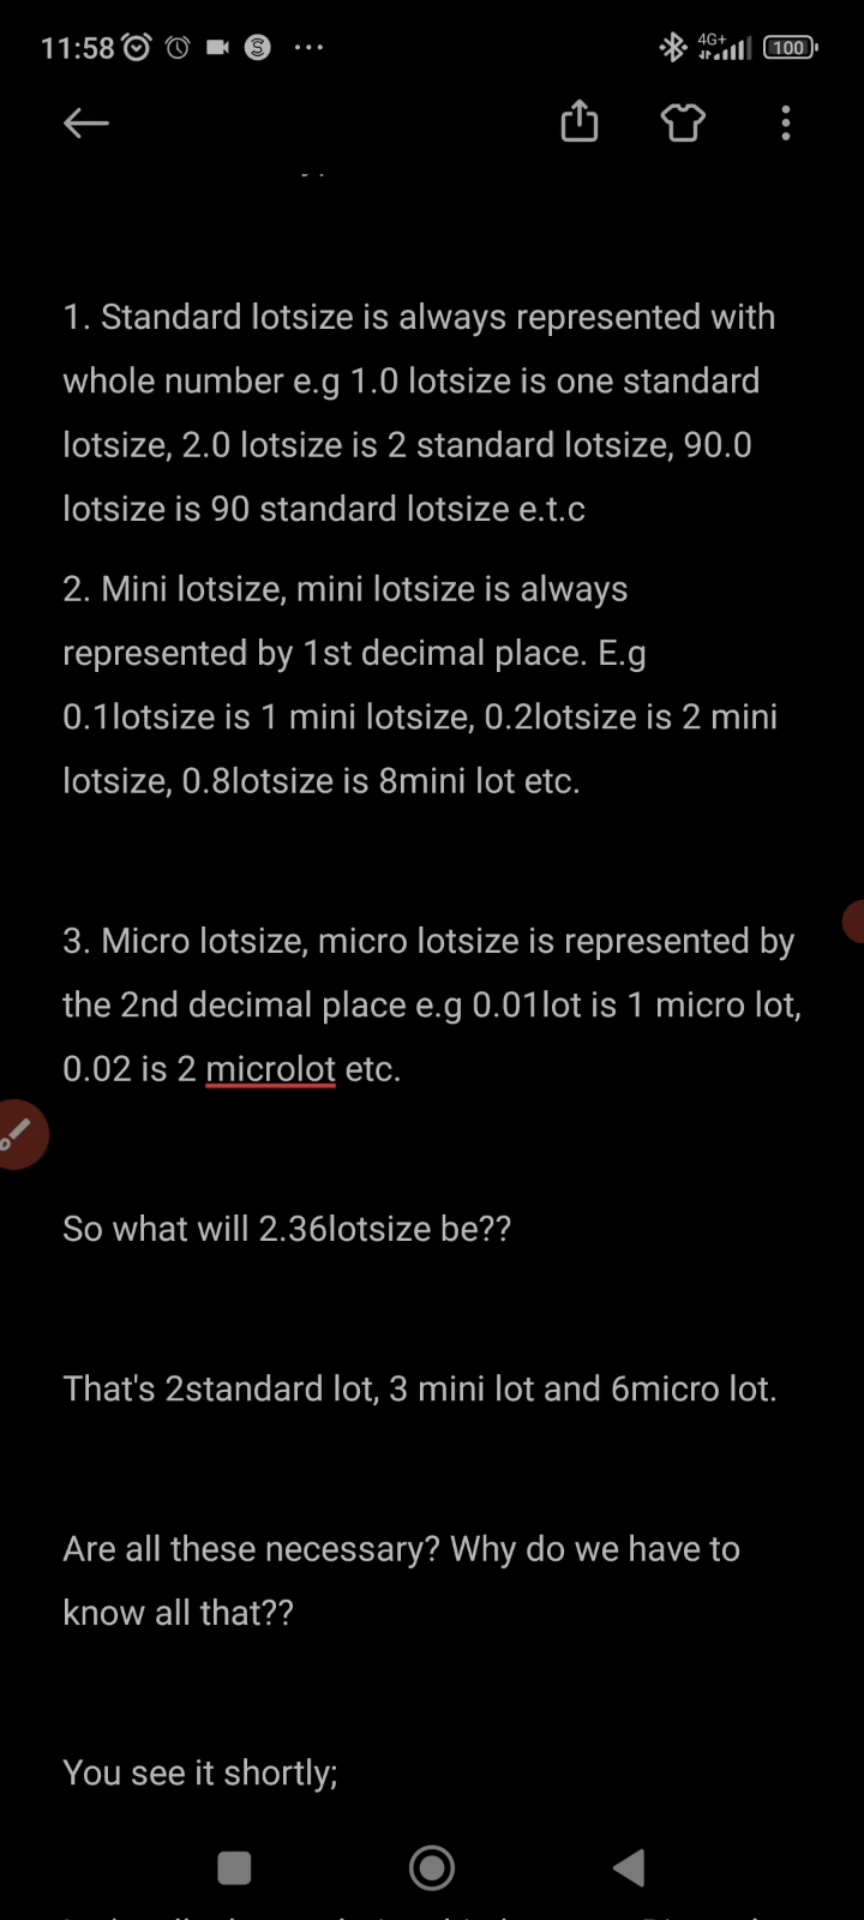 11:58
4G+
100
1. Standard lotsize is always represented with
whole number e.g 1.0 lotsize is one standard
lotsize, 2.0 lotsize is 2 standard lotsize, 90.0
lotsize is 90 standard lotsize e.t.c
2. Mini lotsize, mini lotsize is always
represented by 1st decimal place. E.g
0.1lotsize is 1 mini lotsize, 0.2lotsize is 2 mini
lotsize, 0.8lotsize is 8mini lot etc.
3. Micro lotsize, micro lotsize is represented by
the 2nd decimal place e.g 0.01lot is 1 micro lot,
0.02 is 2 microlot etc.
So what will 2.36lotsize be??
That's 2standard lot, 3 mini lot and 6micro lot.
Are all these necessary? Why do we have to
know all that??
You see it shortly;